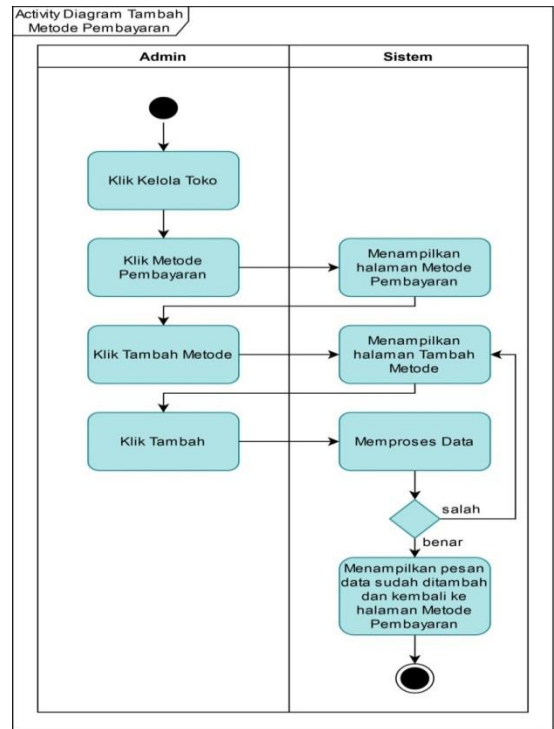 Activity Diagram Tambah
Metode Pembayaran
Admin
Sistem
Klik Kelola Toko
Klik Metode
Pembayaran
Menampilkan
halaman Metode
Pembayaran
Klik Tambah Metode
Menampilkan
halaman Tambah
Metode
Klik Tambah
Memproses Data
salah
benar
Menampilkan pesan
data sudah ditambah
dan kembali ke
halaman Metode
Pembayaran